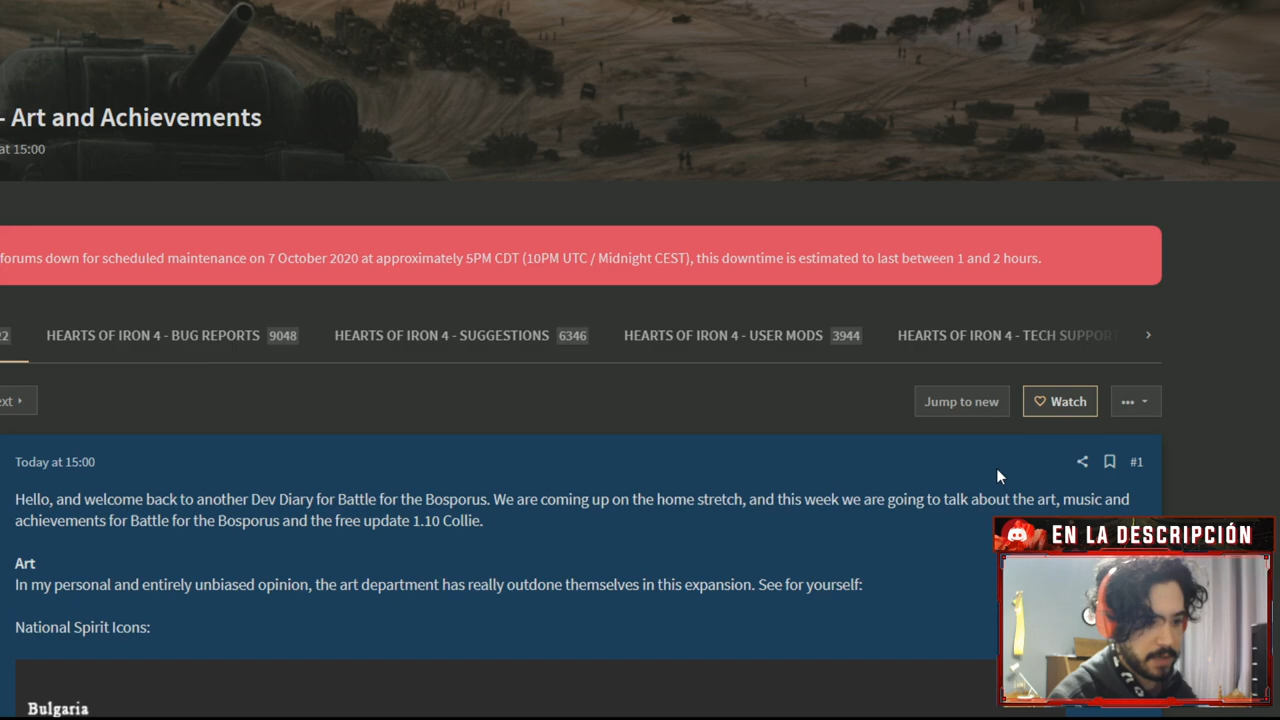 - Art and Achievements
at 15:00
forums down for scheduled maintenance on 7 October 2020 at approximately 5PM CDT (10PM UTC / Midnight CEST), this downtime is estimated to last between 1 and 2 hours.
22 HEARTS OF IRON 4 - BUG REPORTS 9048 HEARTS OF IRON 4 - SUGGESTIONS 6346 HEARTS OF IRON 4 - USER MODS 3944 HEARTS OF IRON 4 - TECH SUPPOR
ext Jump to new Watch
Today at 15:00 #1
Hello, and welcome back to another Dev Diary for Battle for the Bosporus. We are coming up on the home stretch, and this week we are going to talk about the art, music and
achievements for Battle for the Bosporus and the free update 1.10 Collie.
EN LA DESCRIPCIÓN
Art
In my personal and entirely unbiased opinion, the art department has really outdone themselves in this expansion. See for yourself:
National Spirit Icons:
Bulgaria